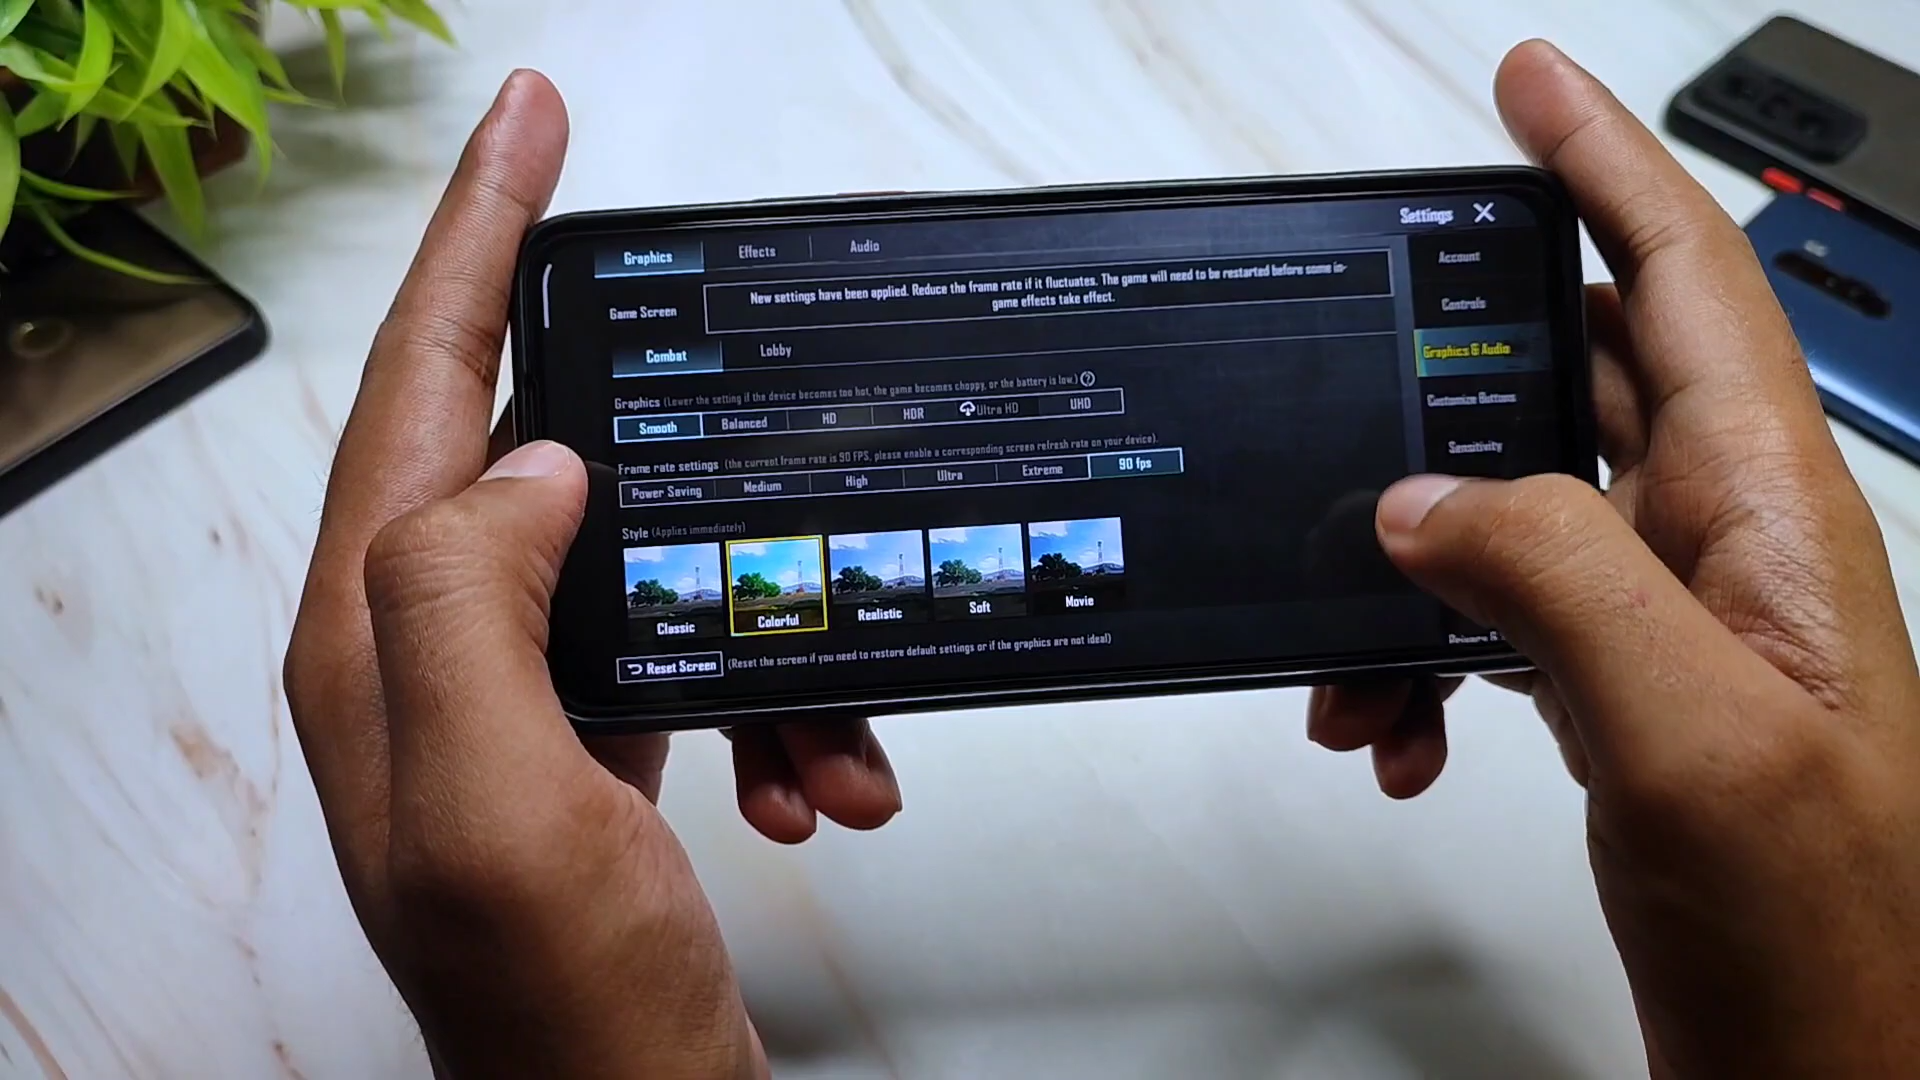 Settings
Graphics
Effects
Audio
Account
Game Screen
New settings have been applied. Reduce the frame rate if it fluctuates. The game will need to be restarted before some in-
game effects take effect.
Controls
Combat
Lobby
Graphics & Audio
Graphics (Lower the setting if the device becomes too hot, the game becomes choppy, or the battery is low.) ?
Smooth
Balanced
HD
HDR
Ultra HD
UHD
Customize Buttons
Frame rate settings (the current frame rate is 90 FPS, please enable a corresponding screen refresh rate on your device).
Power Saving
Medium
High
Ultra
Extreme
90 fps
Sensitivity
Style (Applies immediately)
Classic
Colorful
Realistic
Soft
Movie
Reset Screen
(Reset the screen if you need to restore default settings or if the graphics are not ideal)